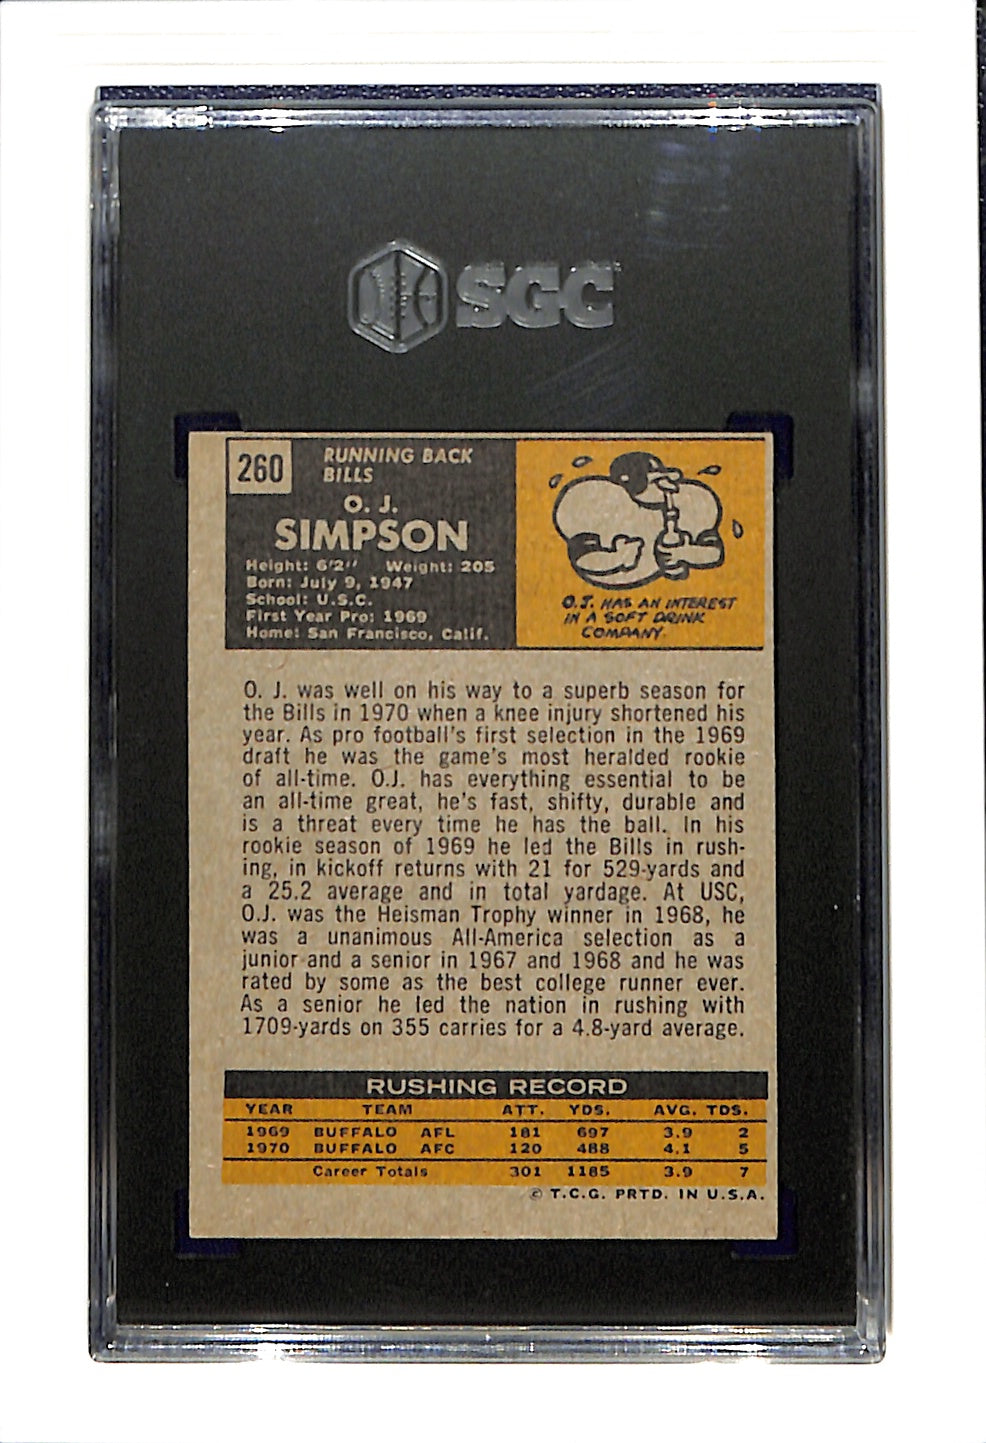 SGC
260
RUNNING BACK
BILLS
O. J.
SIMPSON
Height: 6'2" Weight: 205
Born: July 9, 1947
School: U.S.C.
First Year Pro: 1969
Home: San Francisco, Calif.
O.J. HAS AN INTEREST
IN A SOFT DRINK
COMPANY.
O. J. was well on his way to a superb season for
the Bills in 1970 when a knee injury shortened his
year. As pro football's first selection in the 1969
draft he was the game's most heralded rookie
of all-time. O.J. has everything essential to be
an all-time great, he's fast, shifty, durable and
is a threat every time he has the ball. In his
rookie season of 1969 he led the Bills in rush-
ing, in kickoff returns with 21 for 529-yards and
a 25.2 average and in total yardage. At USC,
O.J. was the Heisman Trophy winner in 1968, he
was a unanimous All-America selection as a
junior and a senior in 1967 and 1968 and he was
rated by some as the best college runner ever.
As a senior he led the nation in rushing with
1709-yards on 355 carries for a 4.8-yard average.
RUSHING RECORD
YEAR TEAM ATT. YDS. AVG. TDS.
1969 BUFFALO AFL 181 697 3.9 2
1970 BUFFALO AFC 120 488 4.1 5
Career Totals 301 1185 3.9 7
© T.C.G. PRTD. IN U.S.A.